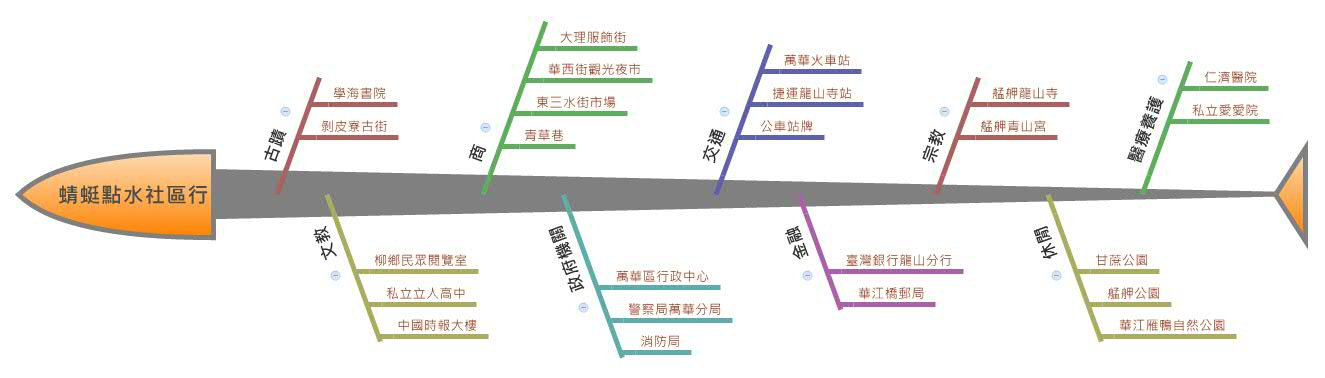 蜻蜓點水社區行
古蹟
學海書院
剝皮寮古街
商
大理服飾街
華西街觀光夜市
東三水街市場
青草巷
交通
萬華火車站
捷運龍山寺站
公車站牌
宗教
艋舺龍山寺
艋舺青山宮
醫療養護
仁濟醫院
私立愛愛院
文教
柳鄉民眾閱覽室
私立立人高中
中國時報大樓
政府機關
萬華區行政中心
警察局萬華分局
消防局
金融
臺灣銀行龍山分行
華江橋郵局
休閒
甘蔗公園
艋舺公園
華江雁鴨自然公園